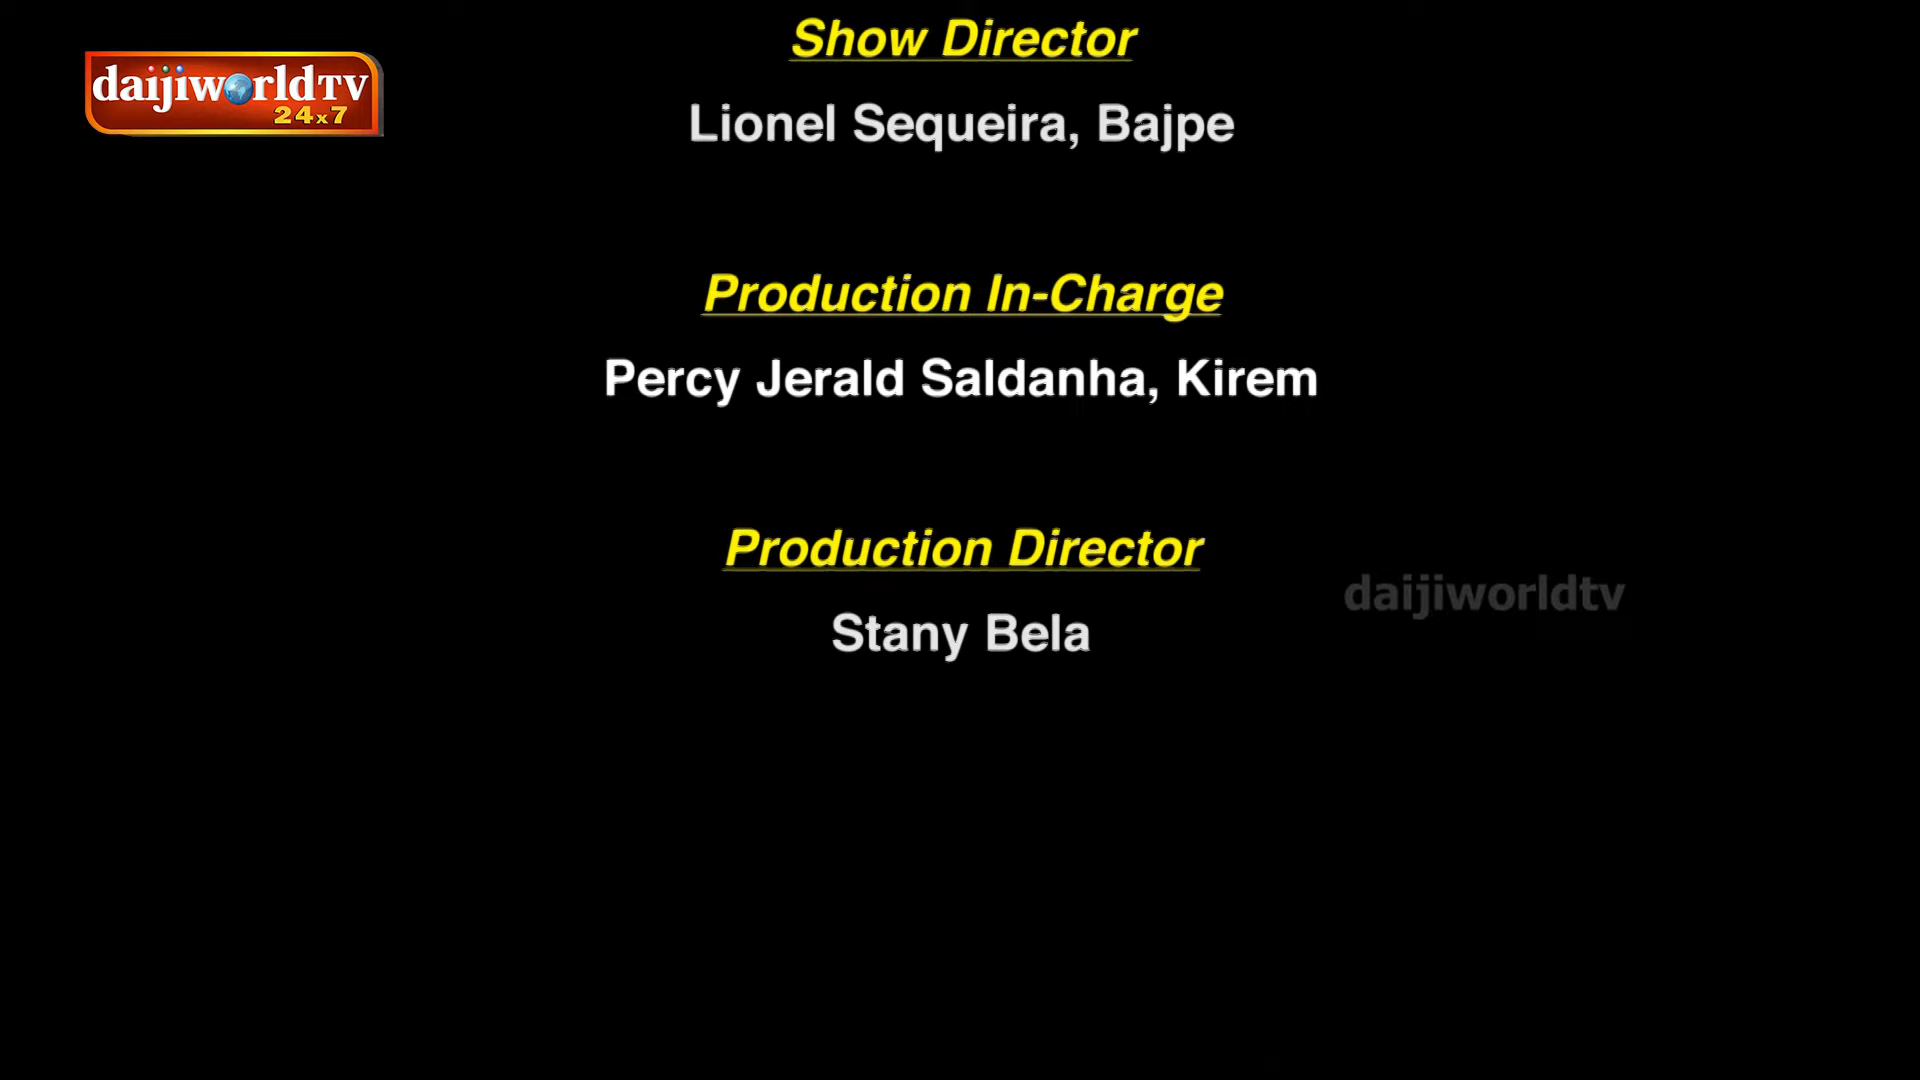 daijiworldTV
24x7
Show Director
Lionel Sequeira, Bajpe
Production In-Charge
Percy Jerald Saldanha, Kirem
Production Director
Stany Bela
daijiworldtv